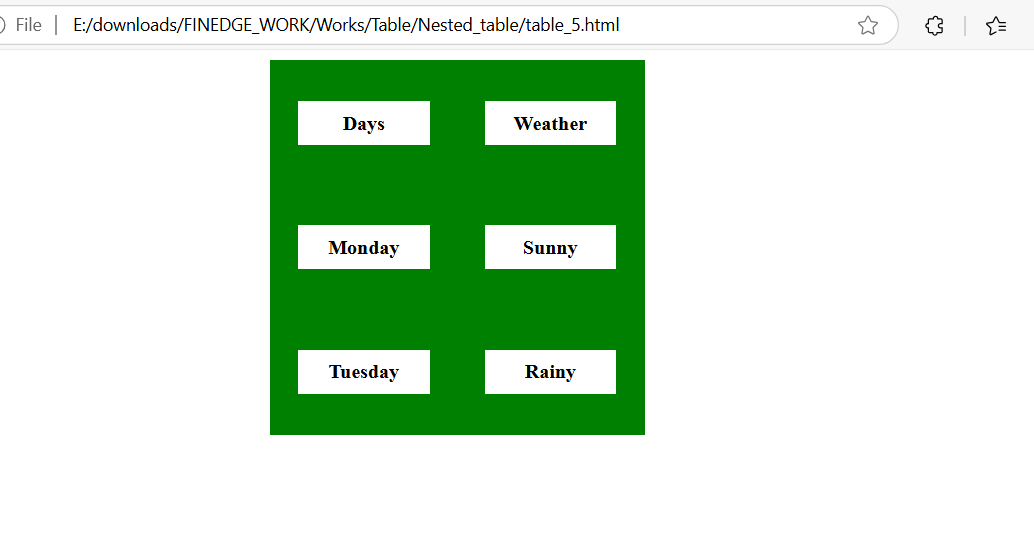 File E:/downloads/FINEDGE_WORK/Works/Table/Nested_table/table_5.html
Days Weather
Monday Sunny
Tuesday Rainy